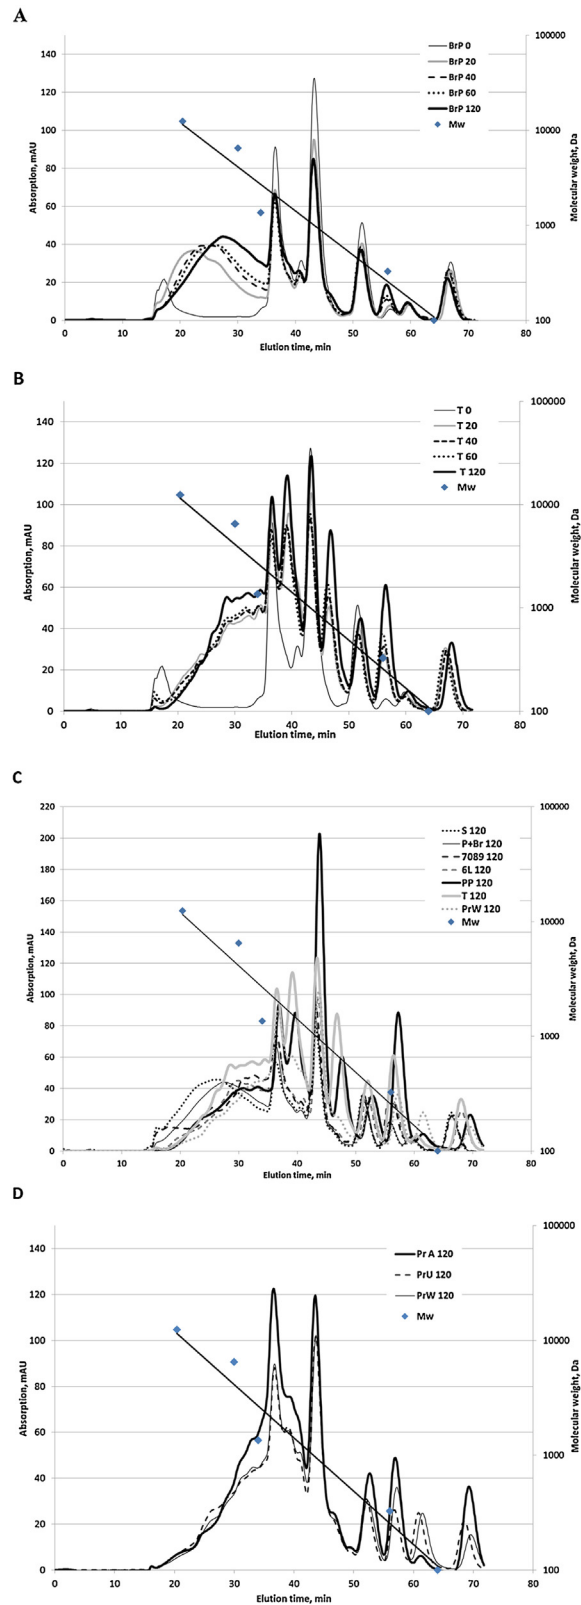 A
100000
140
BrP 0
BrP 20
120
BrP 40
BrP 60
100
BrP 120
10000
Mw
80
Absorption, mAU
Molecular weight, Da
60
1000
40
20
0
100
0 10 20 30 40 50 60 70 80
Elution time, min
B
100000
140
T 0
T 20
120
T 40
T 60
100
T 120
10000
Mw
80
Absorption, mAU
Molecular weight, Da
60
1000
40
20
0
100
0 10 20 30 40 50 60 70 80
Elution time, min
C
220
100000
200
S 120
P+Br 120
180
7089 120
6L 120
160
PP 120
T 120
140
PrW 120
Mw
10000
120
Absorption, mAU
Molecular weight, Da
100
80
1000
60
40
20
0
100
0 10 20 30 40 50 60 70 80
Elution time, min
D
100000
140
Pr A 120
PrU 120
120
PrW 120
Mw
100
10000
80
Absorption, mAU
Molecular weight, Da
60
1000
40
20
0
100
0 10 20 30 40 50 60 70 80
Elution time, min